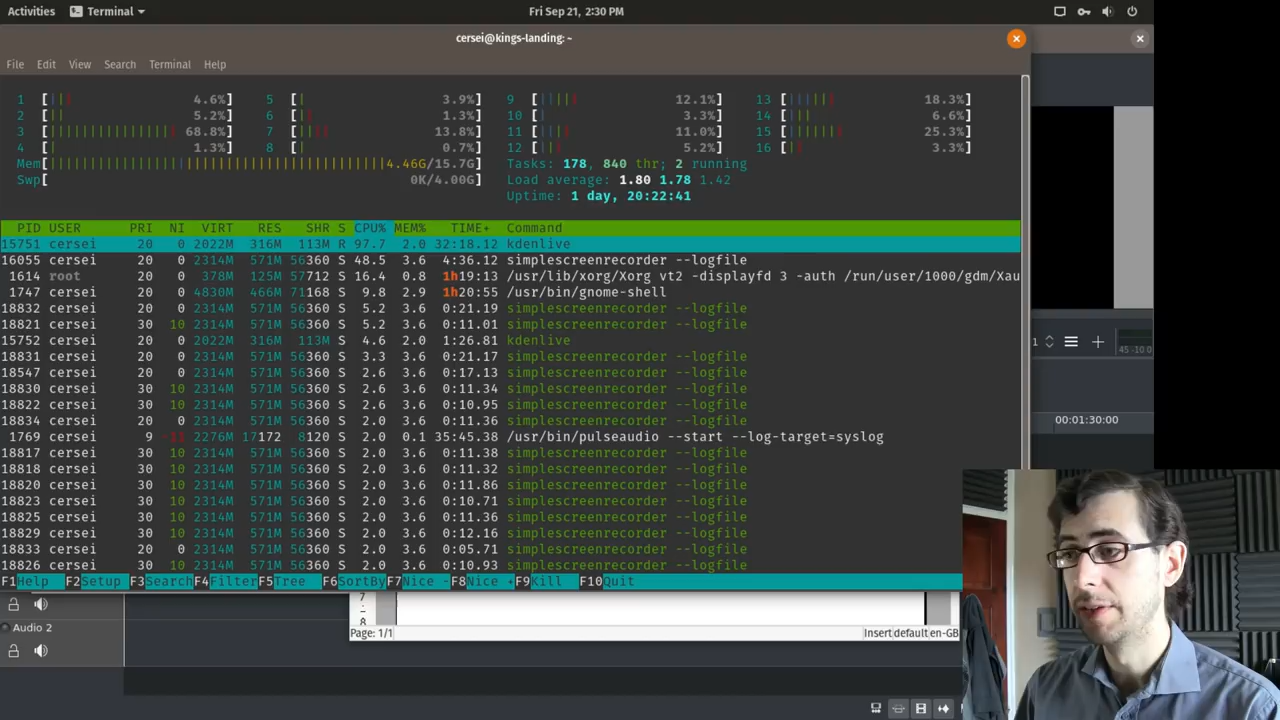 Activities Terminal Fri Sep 21, 2:30 PM
cersei@kings-landing: ~
File Edit View Search Terminal Help
1 [ 4.6%] 5 [ 3.9%] 9 [ 12.1%] 13 [ 18.3%]
2 [ 5.2%] 6 [ 1.3%] 10 [ 3.3%] 14 [ 6.6%]
3 [ 68.8%] 7 [ 13.8%] 11 [ 11.0%] 15 [ 25.3%]
4 [ 1.3%] 8 [ 0.7%] 12 [ 5.2%] 16 [ 3.3%]
Mem[ 4.46G/15.7G] Tasks: 178, 840 thr; 2 running
Swp[ 0K/4.00G] Load average: 1.80 1.78 1.42
Uptime: 1 day, 20:22:41
PID USER PRI NI VIRT RES SHR S CPU% MEM% TIME+ Command
15751 cersei 20 0 2022M 316M 113M R 97.7 2.0 32:18.12 kdenlive
16055 cersei 20 0 2314M 571M 56360 S 48.5 3.6 4:36.12 simplescreenrecorder --logfile
1614 root 20 0 378M 125M 57712 S 16.4 0.8 1h19:13 /usr/lib/xorg/Xorg vt2 -displayfd 3 -auth /run/user/1000/gdm/Xau
1747 cersei 20 0 4830M 466M 71168 S 9.8 2.9 1h20:55 /usr/bin/gnome-shell
18832 cersei 20 0 2314M 571M 56360 S 5.2 3.6 0:21.19 simplescreenrecorder --logfile
18821 cersei 30 10 2314M 571M 56360 S 5.2 3.6 0:11.01 simplescreenrecorder --logfile
15752 cersei 20 0 2022M 316M 113M S 4.6 2.0 1:26.81 kdenlive
18831 cersei 20 0 2314M 571M 56360 S 3.3 3.6 0:21.17 simplescreenrecorder --logfile
18547 cersei 20 0 2314M 571M 56360 S 2.6 3.6 0:17.13 simplescreenrecorder --logfile
18830 cersei 30 10 2314M 571M 56360 S 2.6 3.6 0:11.34 simplescreenrecorder --logfile
18822 cersei 30 10 2314M 571M 56360 S 2.6 3.6 0:10.95 simplescreenrecorder --logfile
18834 cersei 20 0 2314M 571M 56360 S 2.6 3.6 0:11.36 simplescreenrecorder --logfile
1769 cersei 9 -11 2276M 17172 8120 S 2.0 0.1 35:45.38 /usr/bin/pulseaudio --start --log-target=syslog
18817 cersei 30 10 2314M 571M 56360 S 2.0 3.6 0:11.38 simplescreenrecorder --logfile
18818 cersei 30 10 2314M 571M 56360 S 2.0 3.6 0:11.32 simplescreenrecorder --logfile
18820 cersei 30 10 2314M 571M 56360 S 2.0 3.6 0:11.86 simplescreenrecorder --logfile
18823 cersei 30 10 2314M 571M 56360 S 2.0 3.6 0:10.71 simplescreenrecorder --logfile
18825 cersei 30 10 2314M 571M 56360 S 2.0 3.6 0:11.36 simplescreenrecorder --logfile
18829 cersei 30 10 2314M 571M 56360 S 2.0 3.6 0:12.16 simplescreenrecorder --logfile
18833 cersei 20 0 2314M 571M 56360 S 2.0 3.6 0:05.71 simplescreenrecorder --logfile
18826 cersei 30 10 2314M 571M 56360 S 2.0 3.6 0:10.93 simplescreenrecorder --logfile
F1Help F2Setup F3Search F4Filter F5Tree F6SortBy F7Nice - F8Nice + F9Kill F10Quit
1
45 -10 0
00:01:30:00
7
8
Audio 2
Page: 1/1 Insert default en-GB